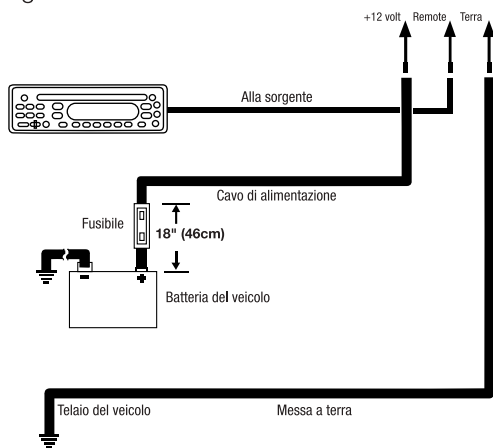 +12 volt Remote Terra
Alla sorgente
Cavo di alimentazione
Fusibile
18" (46cm)
Batteria del veicolo
Telaio del veicolo Messa a terra